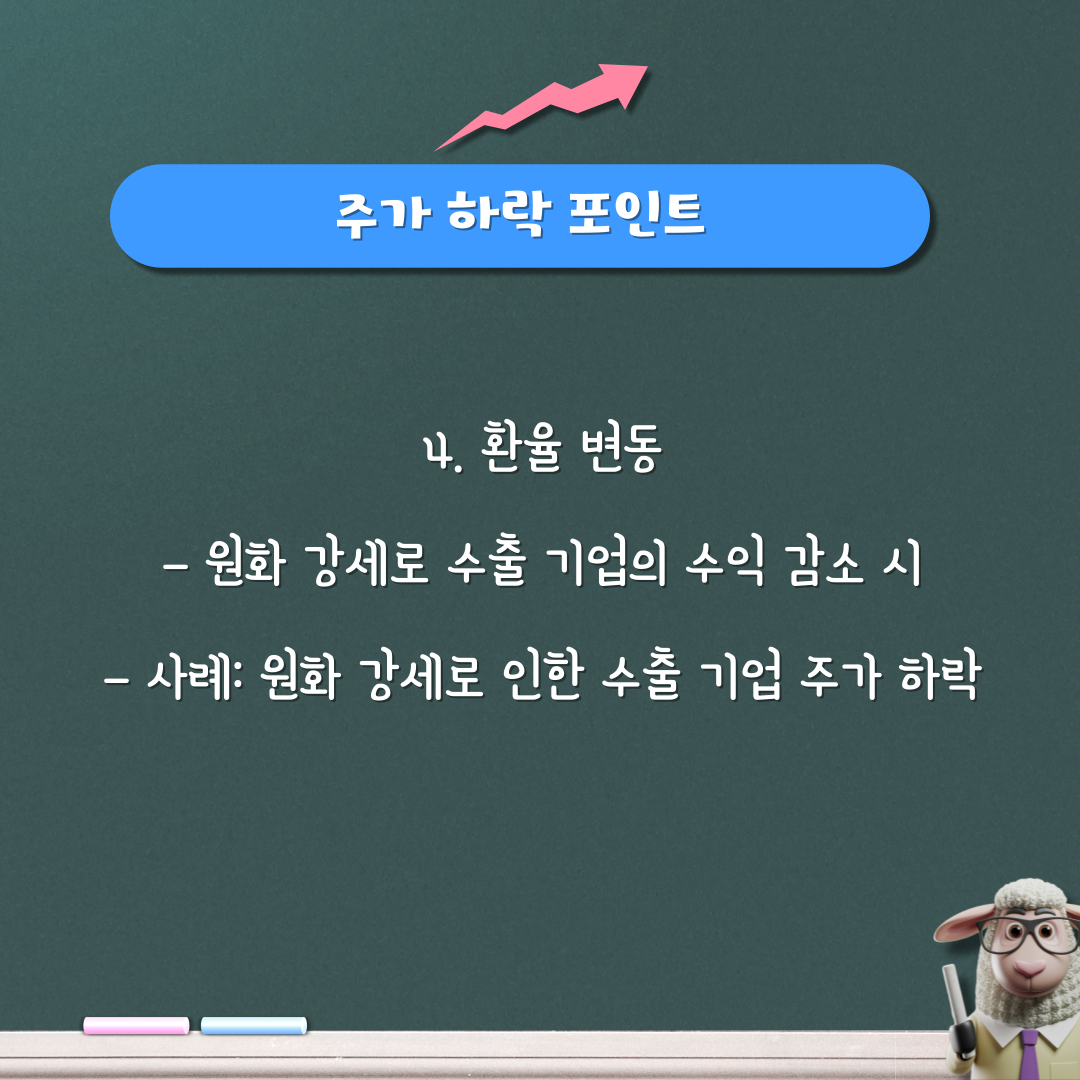 주가 하락 포인트
4. 환율 변동
- 원화 강세로 수출 기업의 수익 감소 시
- 사례: 원화 강세로 인한 수출 기업 주가 하락